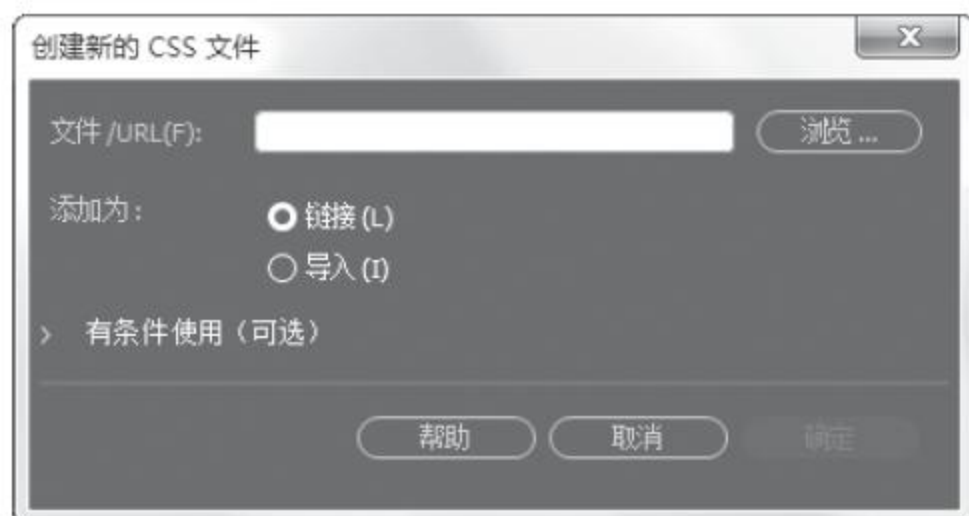 创建新的 CSS 文件
文件 /URL(F): 浏览 ...
添加为: 链接 (L)
导入 (I)
有条件使用（可选）
帮助 取消 确定